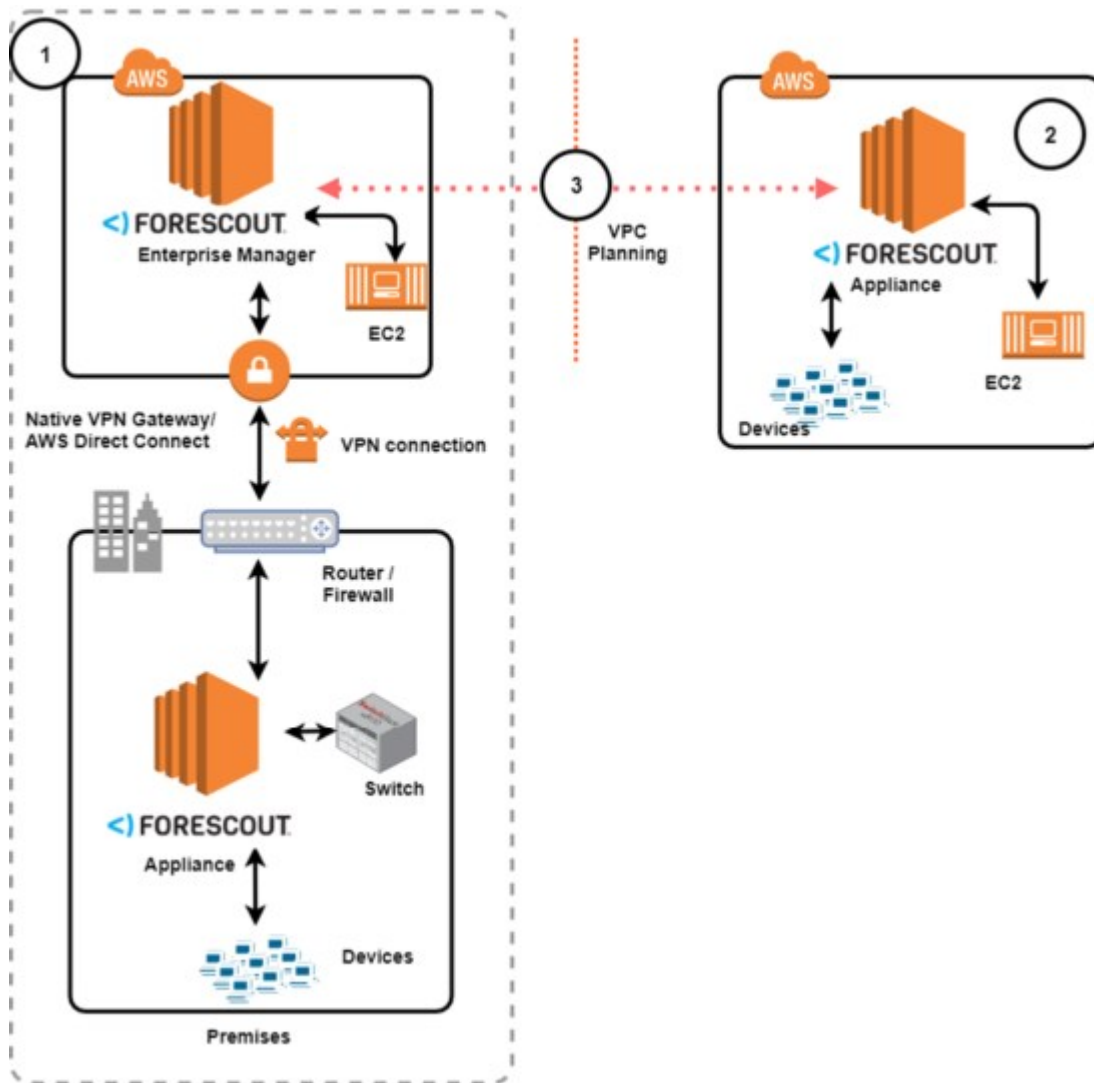 1
AWS
FORESCOUT.
Enterprise Manager
EC2
Native VPN Gateway/
AWS Direct Connect
VPN connection
Router /
Firewall
Switch
FORESCOUT.
Appliance
Devices
Premises
3
VPC
Planning
AWS
2
FORESCOUT.
Appliance
EC2
Devices